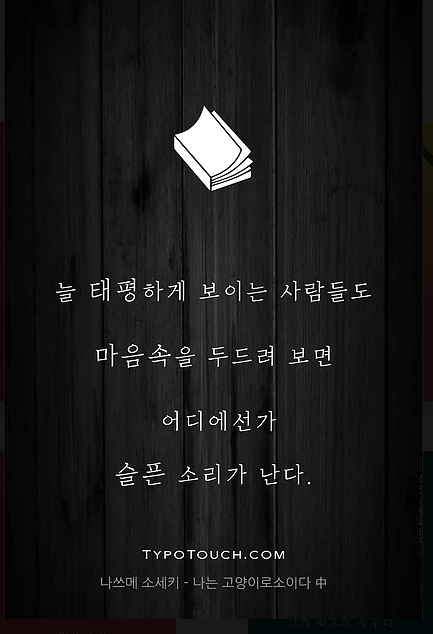 늘 태평하게 보이는 사람들도
마음속을 두드려 보면
어디에선가
슬픈 소리가 난다.
TYPOTOUCH.COM
나쓰메 소세키 - 나는 고양이로소이다 中